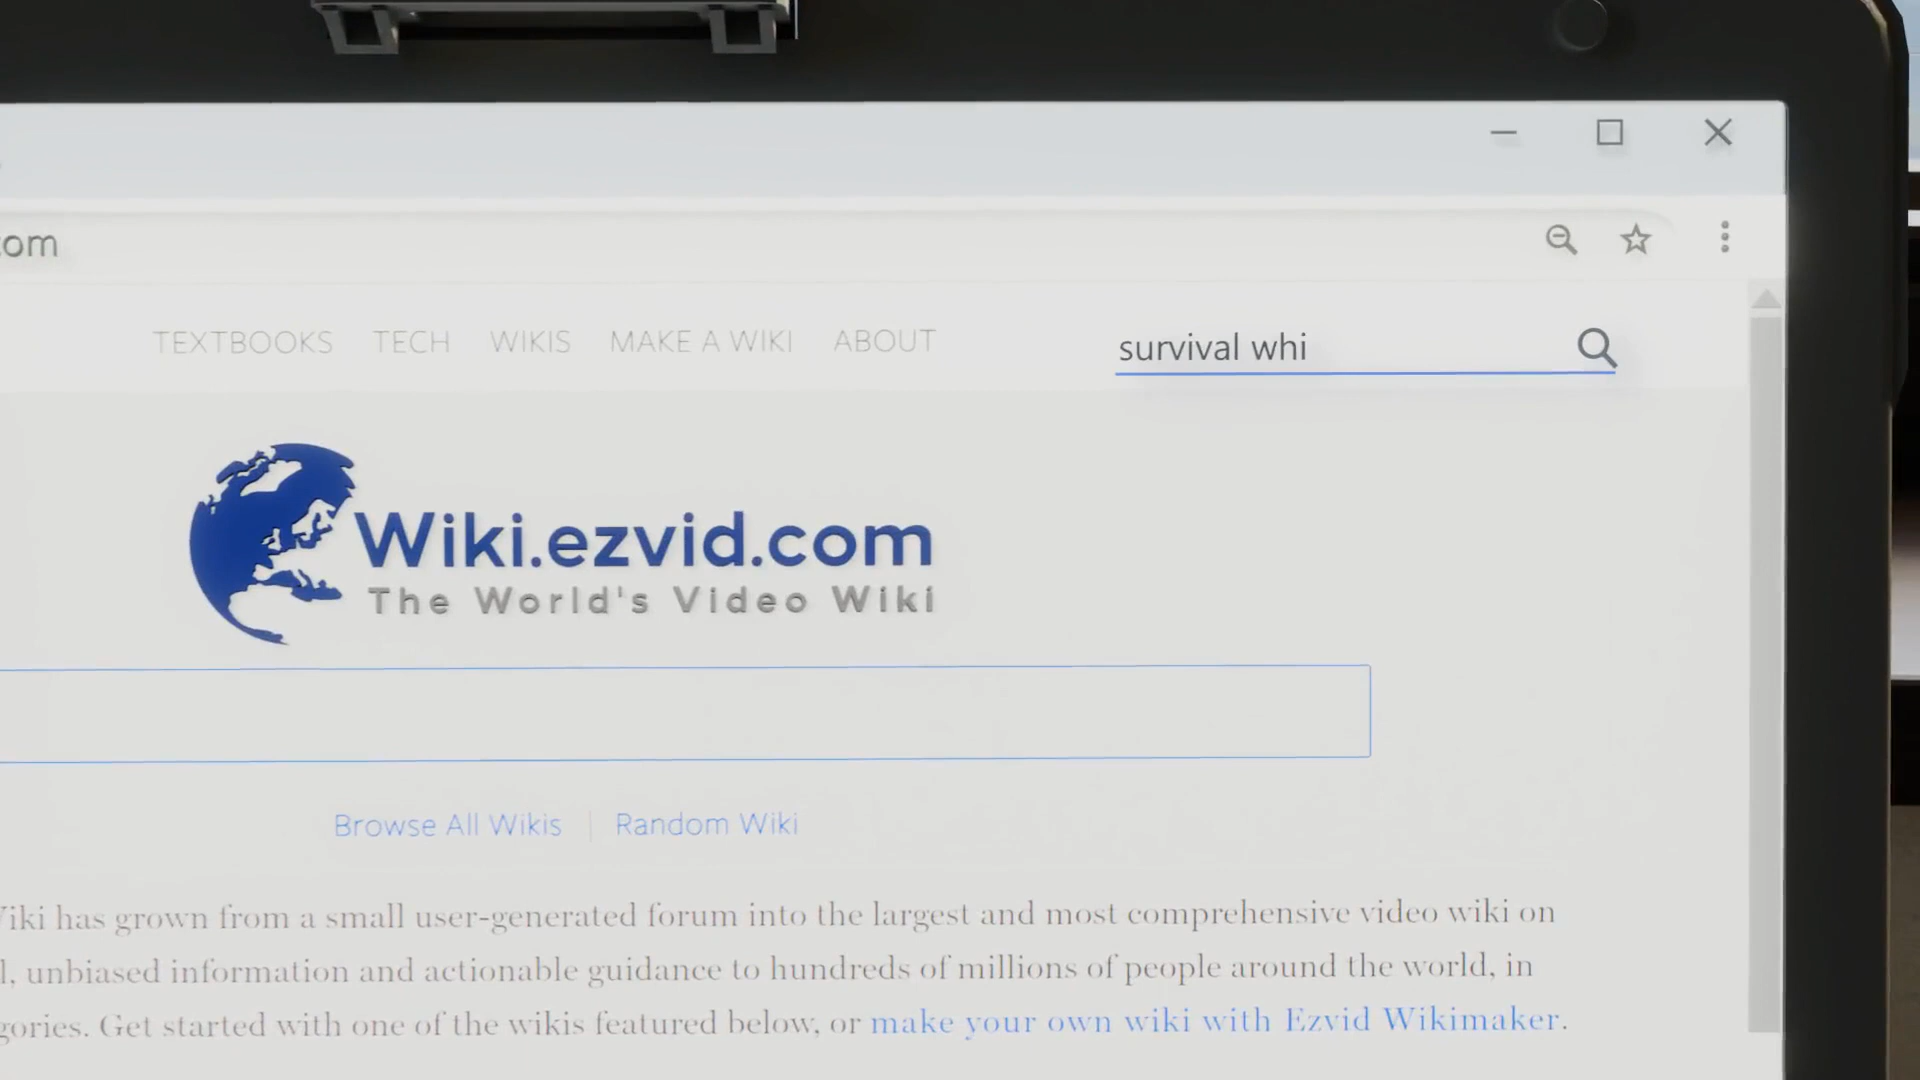 com
TEXTBOOKS TECH WIKIS MAKE A WIKI ABOUT
survival whi
Wiki.ezvid.com
The World's Video Wiki
Browse All Wikis | Random Wiki
has grown from a small user-generated forum into the largest and most comprehensive video wiki on
unbiased information and actionable guidance to hundreds of millions of people around the world, in
Get started with one of the wikis featured below, or make your own wiki with Ezvid Wikimaker.